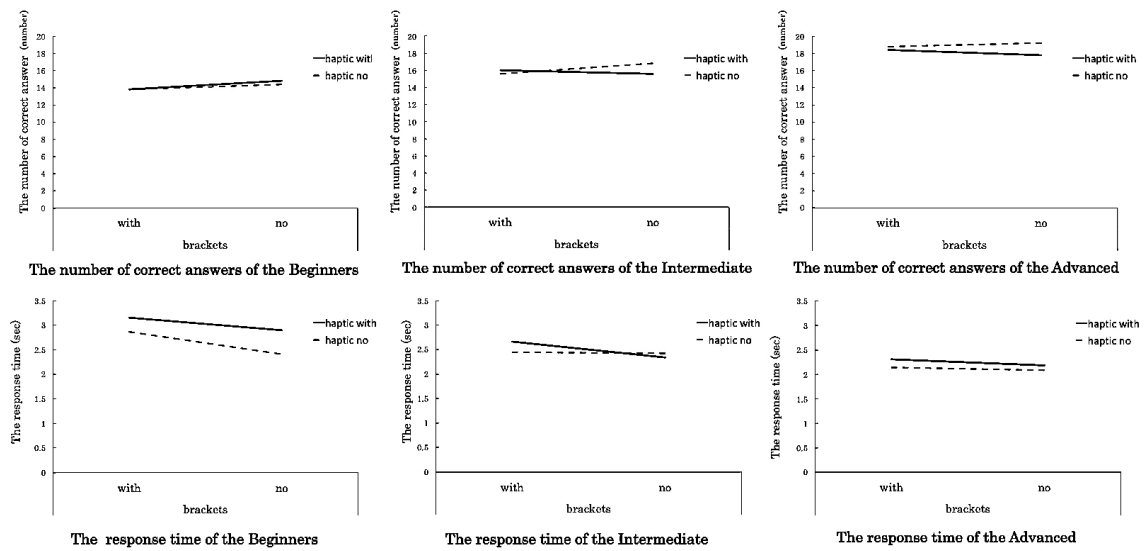 The number of correct answer (number)
20
18
16
14
12
10
8
6
4
2
0
haptic with
haptic no
with no
brackets
The number of correct answers of the Beginners
The number of correct answer (number)
20
18
16
14
12
10
8
6
4
2
0
haptic with
haptic no
with no
brackets
The number of correct answers of the Intermediate
The number of correct answer (number)
20
18
16
14
12
10
8
6
4
2
0
haptic with
haptic no
with no
brackets
The number of correct answers of the Advanced
The response time (sec)
3.5
3
2.5
2
1.5
1
0.5
0
haptic with
haptic no
with no
brackets
The response time of the Beginners
The response time (sec)
3.5
3
2.5
2
1.5
1
0.5
0
haptic with
haptic no
with no
brackets
The response time of the Intermediate
The response time (sec)
3.5
3
2.5
2
1.5
1
0.5
0
haptic with
haptic no
with no
brackets
The response time of the Advanced